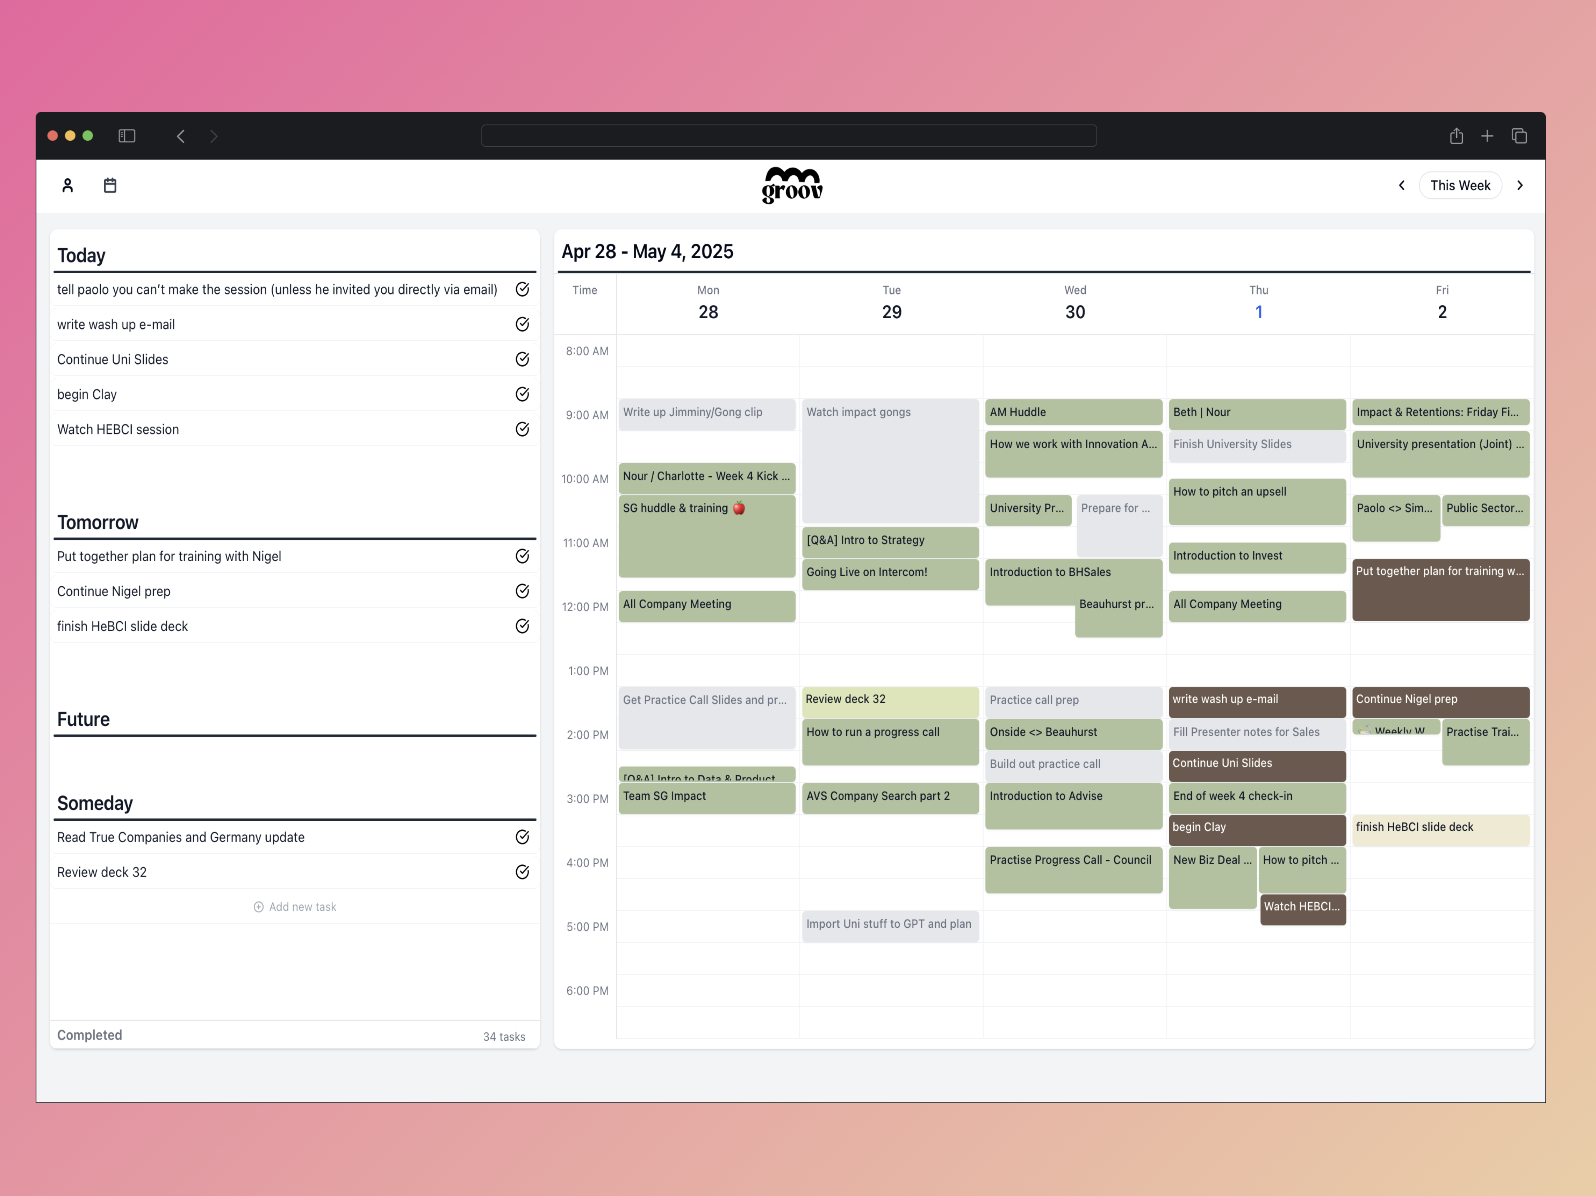 groov
This Week
Today
tell paolo you can't make the session (unless he invited you directly via email)
write wash up e-mail
Continue Uni Slides
begin Clay
Watch HEBCI session
Tomorrow
Put together plan for training with Nigel
Continue Nigel prep
finish HeBCI slide deck
Future
Someday
Read True Companies and Germany update
Review deck 32
Add new task
Completed
34 tasks
Apr 28 - May 4, 2025
Time
Mon
28
Tue
29
Wed
30
Thu
1
Fri
2
8:00 AM
9:00 AM
10:00 AM
11:00 AM
12:00 PM
1:00 PM
2:00 PM
3:00 PM
4:00 PM
5:00 PM
6:00 PM
Write up Jimminy/Gong clip
Nour / Charlotte - Week 4 Kick ...
SG huddle & training
All Company Meeting
Get Practice Call Slides and pr...
[Q&A] Intro to Data & Product
Team SG Impact
Watch impact gongs
[Q&A] Intro to Strategy
Going Live on Intercom!
Review deck 32
How to run a progress call
AVS Company Search part 2
Import Uni stuff to GPT and plan
AM Huddle
How we work with Innovation A...
University Pr...
Prepare for ...
Introduction to BHSales
Beauhurst pr...
Practice call prep
Onside <> Beauhurst
Build out practice call
Introduction to Advise
Practise Progress Call - Council
Beth | Nour
Finish University Slides
How to pitch an upsell
Introduction to Invest
All Company Meeting
write wash up e-mail
Fill Presenter notes for Sales
Continue Uni Slides
End of week 4 check-in
begin Clay
New Biz Deal ...
How to pitch ...
Watch HEBCI...
Impact & Retentions: Friday Fi...
University presentation (Joint) ...
Paolo <> Sim...
Public Sector...
Put together plan for training w...
Continue Nigel prep
Weekly W
Practise Trai...
finish HeBCI slide deck